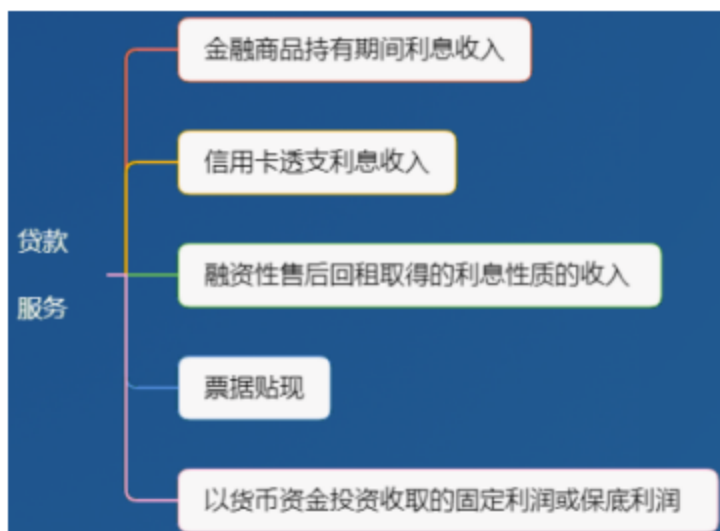 金融商品持有期间利息收入
信用卡透支利息收入
贷款
服务
融资性售后回租取得的利息性质的收入
票据贴现
以货币资金投资收取的固定利润或保底利润